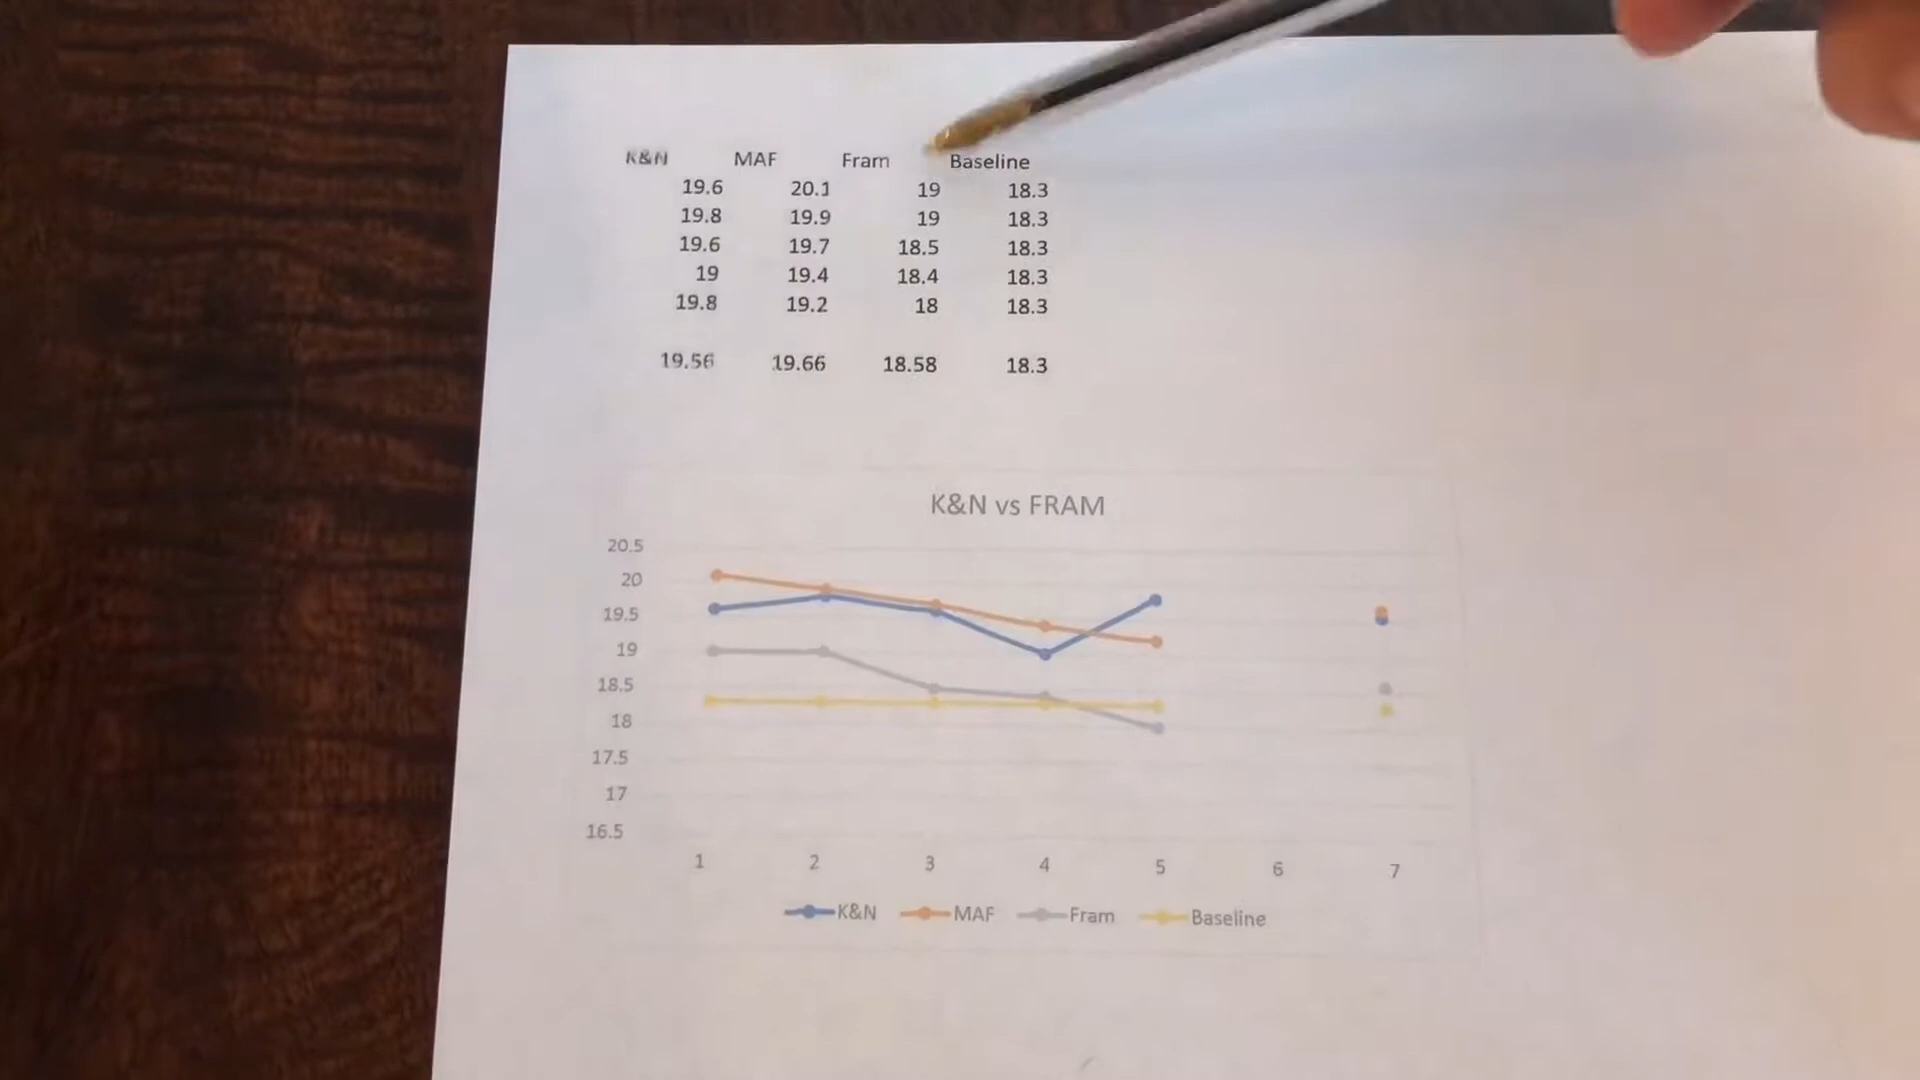 K&N MAF Fram Baseline
19.6 20.1 19 18.3
19.8 19.9 19 18.3
19.6 19.7 18.5 18.3
19 19.4 18.4 18.3
19.8 19.2 18 18.3
19.56 19.66 18.58 18.3
K&N vs FRAM
20.5
20
19.5
19
18.5
18
17.5
17
16.5
1 2 3 4 5 6 7
K&N MAF Fram Baseline